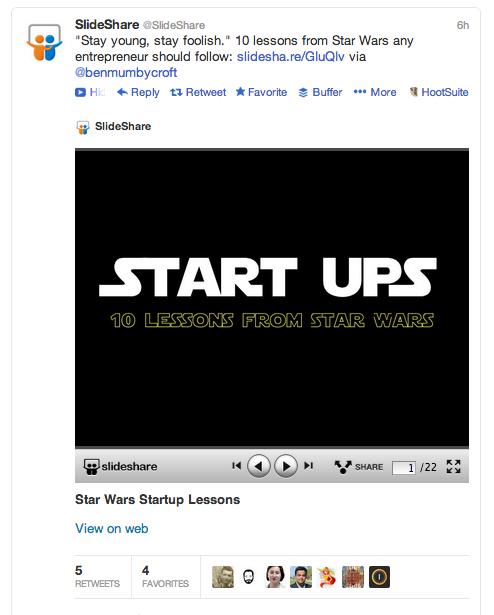 SlideShare @SlideShare 6h
"Stay young, stay foolish." 10 lessons from Star Wars any
entrepreneur should follow: slidesha.re/GluQlv via
@benmumbycroft
Hi Reply Retweet Favorite Buffer More HootSuite
SlideShare
START UPS
10 LESSONS FROM STAR WARS
slideshare SHARE 1 /22
Star Wars Startup Lessons
View on web
5 4
RETWEETS FAVORITES